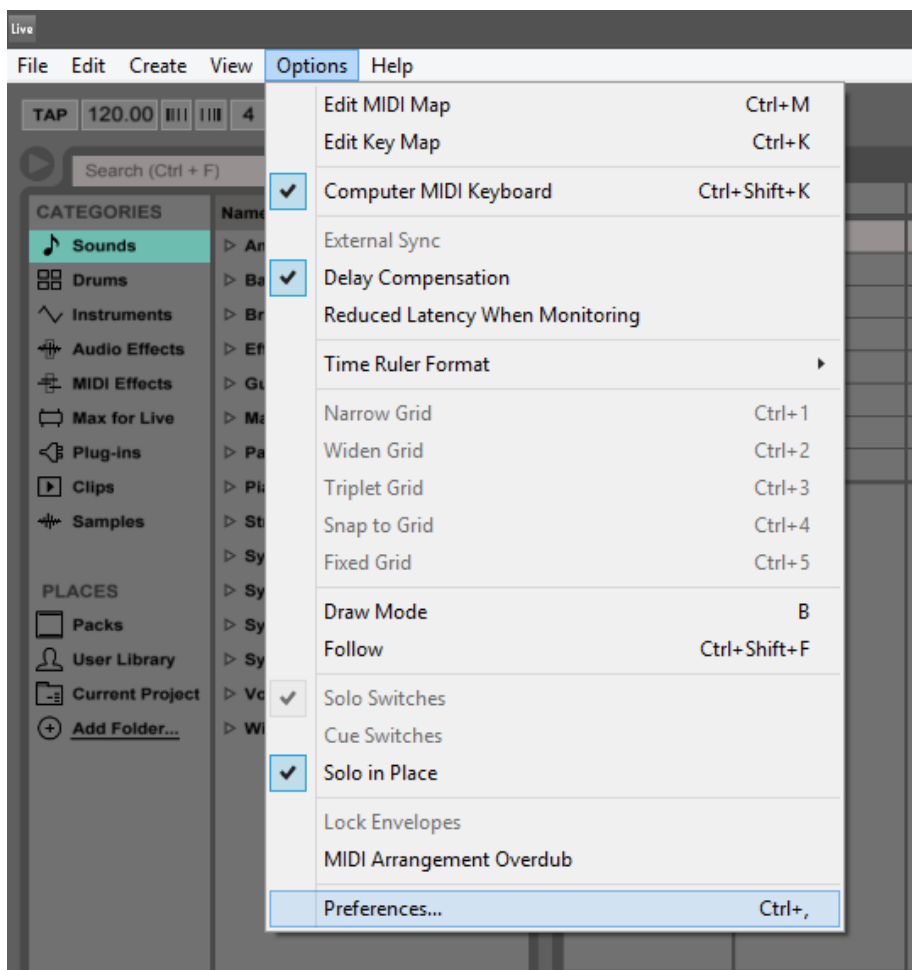 Live
File Edit Create View Options Help
TAP 120.00 4
Search (Ctrl + F)
CATEGORIES
Sounds
Drums
Instruments
Audio Effects
MIDI Effects
Max for Live
Plug-ins
Clips
Samples
PLACES
Packs
User Library
Current Project
Add Folder...
Edit MIDI Map Ctrl+M
Edit Key Map Ctrl+K
Computer MIDI Keyboard Ctrl+Shift+K
External Sync
Delay Compensation
Reduced Latency When Monitoring
Time Ruler Format
Narrow Grid Ctrl+1
Widen Grid Ctrl+2
Triplet Grid Ctrl+3
Snap to Grid Ctrl+4
Fixed Grid Ctrl+5
Draw Mode B
Follow Ctrl+Shift+F
Solo Switches
Cue Switches
Solo in Place
Lock Envelopes
MIDI Arrangement Overdub
Preferences... Ctrl+,